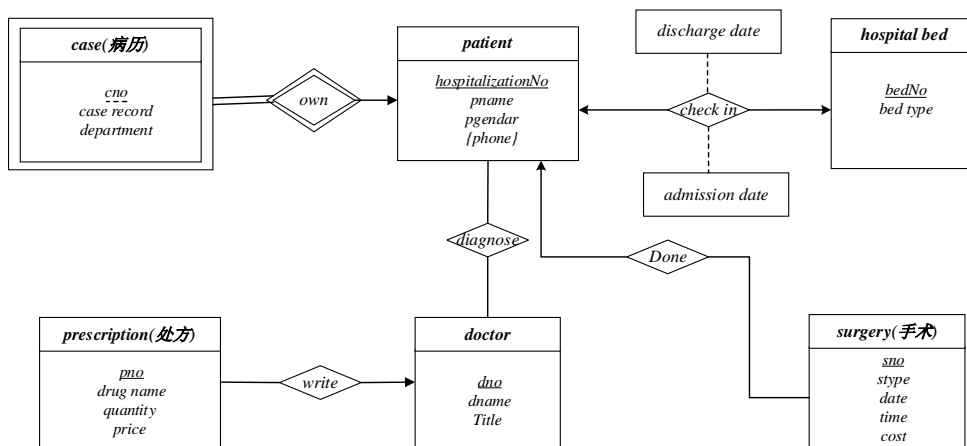 case(病历)
cno
case record
department
own
patient
hospitalizationNo
pname
pgendar
{phone}
discharge date
check in
admission date
hospital bed
bedNo
bed type
diagnose
Done
prescription(处方)
pno
drug name
quantity
price
write
doctor
dno
dname
Title
surgery(手术)
sno
stype
date
time
cost